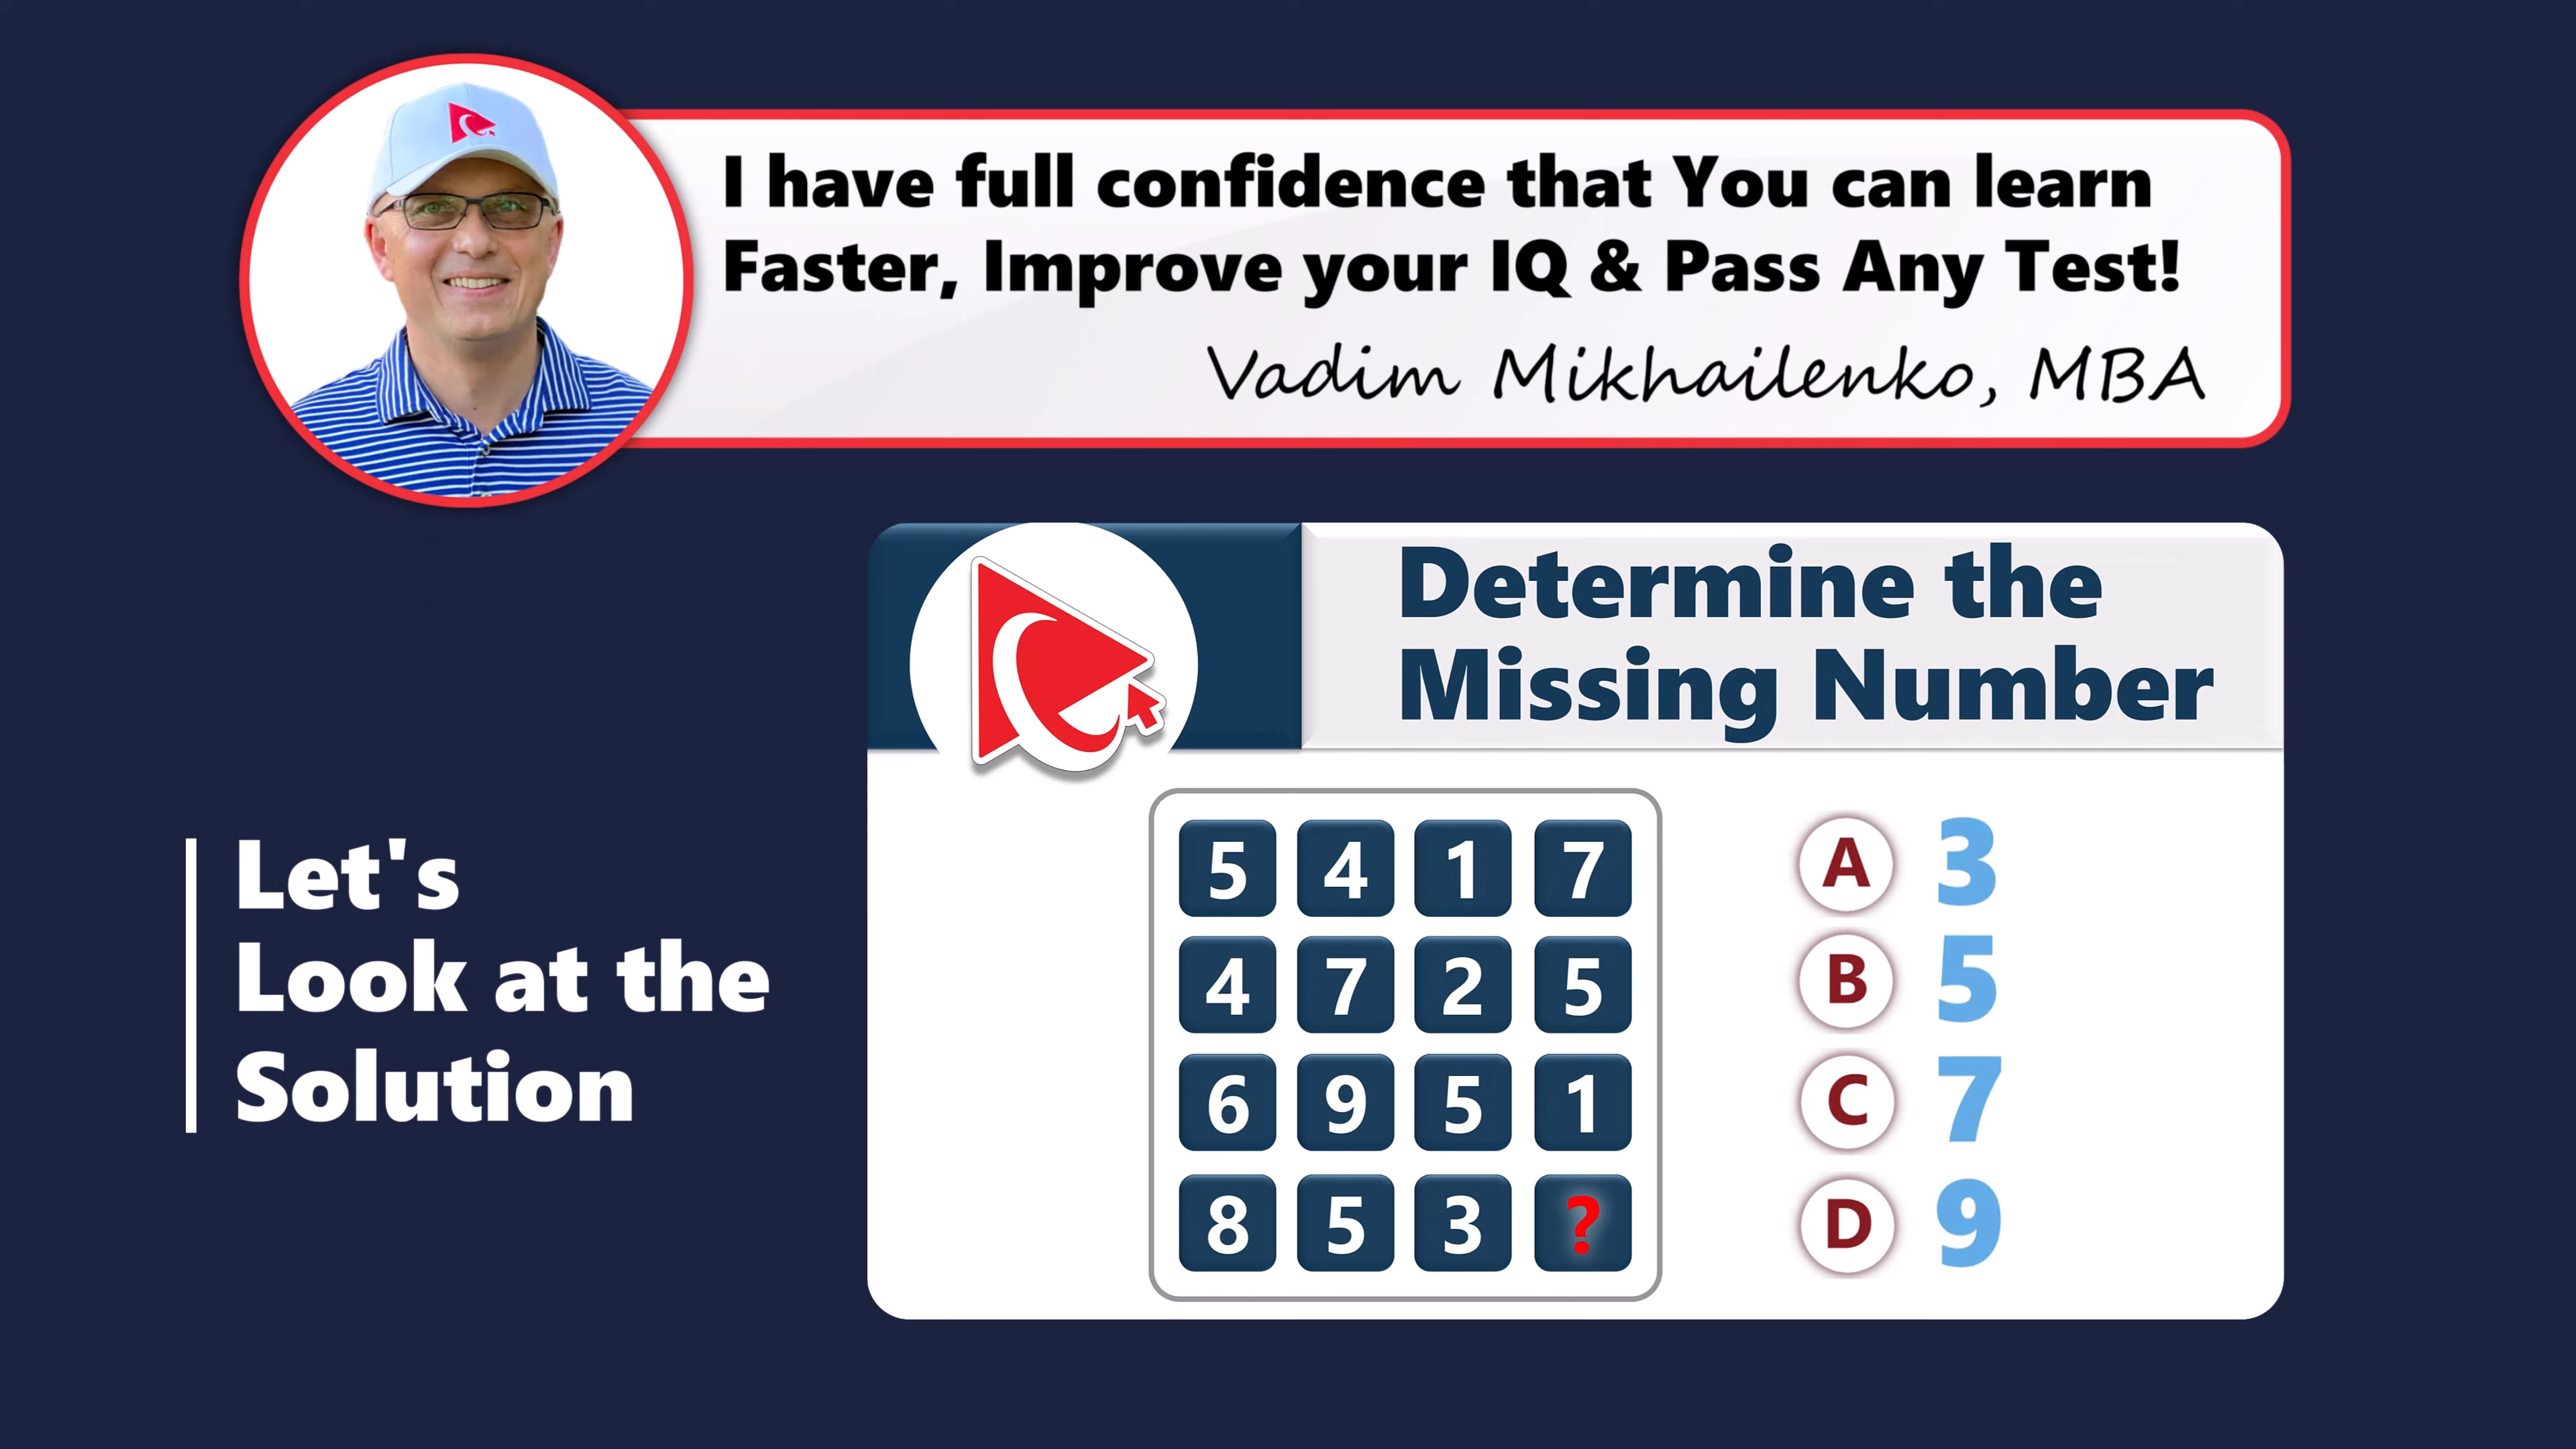 I have full confidence that You can learn
Faster, Improve your IQ & Pass Any Test!
Vadim Mikhailenko, MBA
Determine the
Missing Number
Let's
Look at the
Solution
5 4 1 7
4 7 2 5
6 9 5 1
8 5 3 ?
A 3
B 5
C 7
D 9